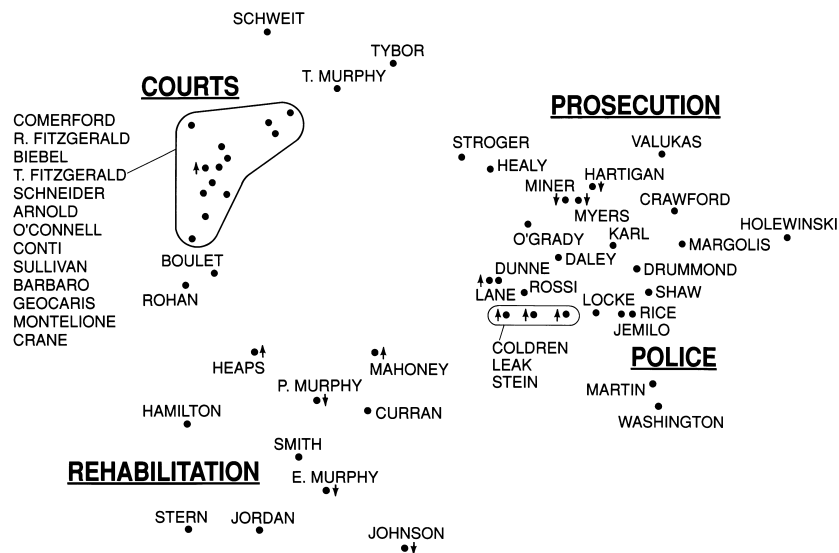 SCHWEIT
TYBOR
T. MURPHY
COURTS
COMERFORD
R. FITZGERALD
BIEBEL
T. FITZGERALD
SCHNEIDER
ARNOLD
O'CONNELL
CONTI
SULLIVAN
BARBARO
GEOCARIS
MONTELIONE
CRANE
BOULET
ROHAN
PROSECUTION
STROGER
VALUKAS
HEALY
HARTIGAN
MINER
CRAWFORD
MYERS
HOLEWINSKI
O'GRADY
KARL
MARGOLIS
DALEY
DUNNE
DRUMMOND
LANE
ROSSI
SHAW
LOCKE
RICE
JEMILO
COLDREN
LEAK
STEIN
POLICE
MARTIN
WASHINGTON
HEAPS
MAHONEY
P. MURPHY
HAMILTON
CURRAN
SMITH
REHABILITATION
E. MURPHY
STERN
JORDAN
JOHNSON